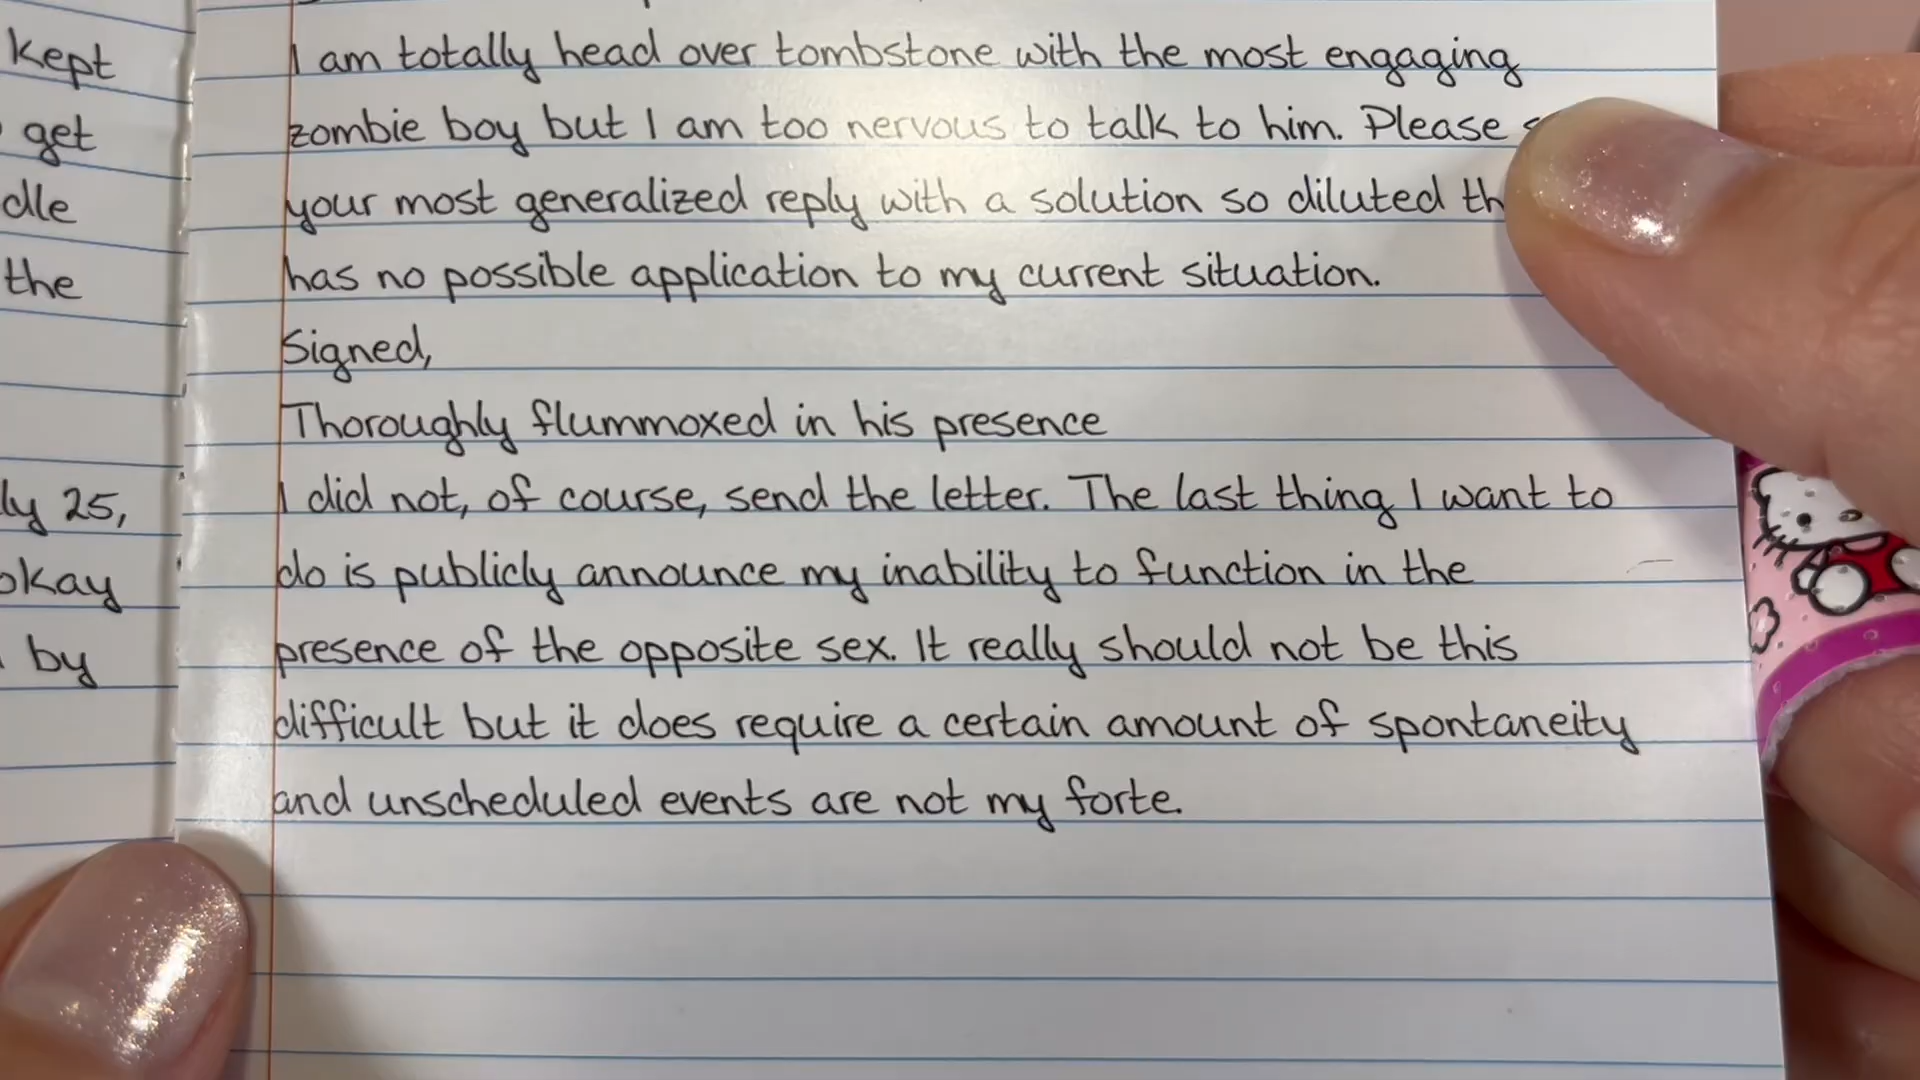 kept
get
dle
the
ly 25,
okay
by
I am totally head over tombstone with the most engaging
zombie boy but I am too nervous to talk to him. Please
your most generalized reply with a solution so diluted th
has no possible application to my current situation.
Signed,
Thoroughly flummoxed in his presence
I did not, of course, send the letter. The last thing I want to
do is publicly announce my inability to function in the
presence of the opposite sex. It really should not be this
difficult but it does require a certain amount of spontaneity
and unscheduled events are not my forte.